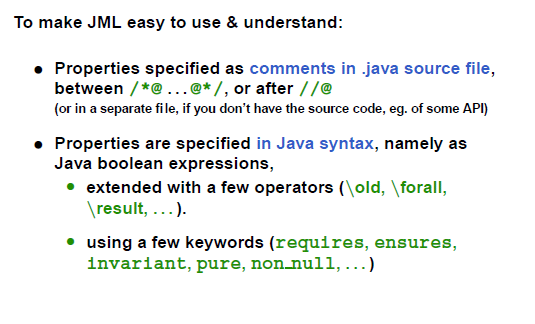 To make JML easy to use & understand:
● Properties specified as comments in .java source file,
between /*@ ...@*/, or after //@
(or in a separate file, if you don't have the source code, eg. of some API)
● Properties are specified in Java syntax, namely as
Java boolean expressions,
● extended with a few operators (\old, \forall,
\result, ...).
● using a few keywords (requires, ensures,
invariant, pure, non_null, ...)